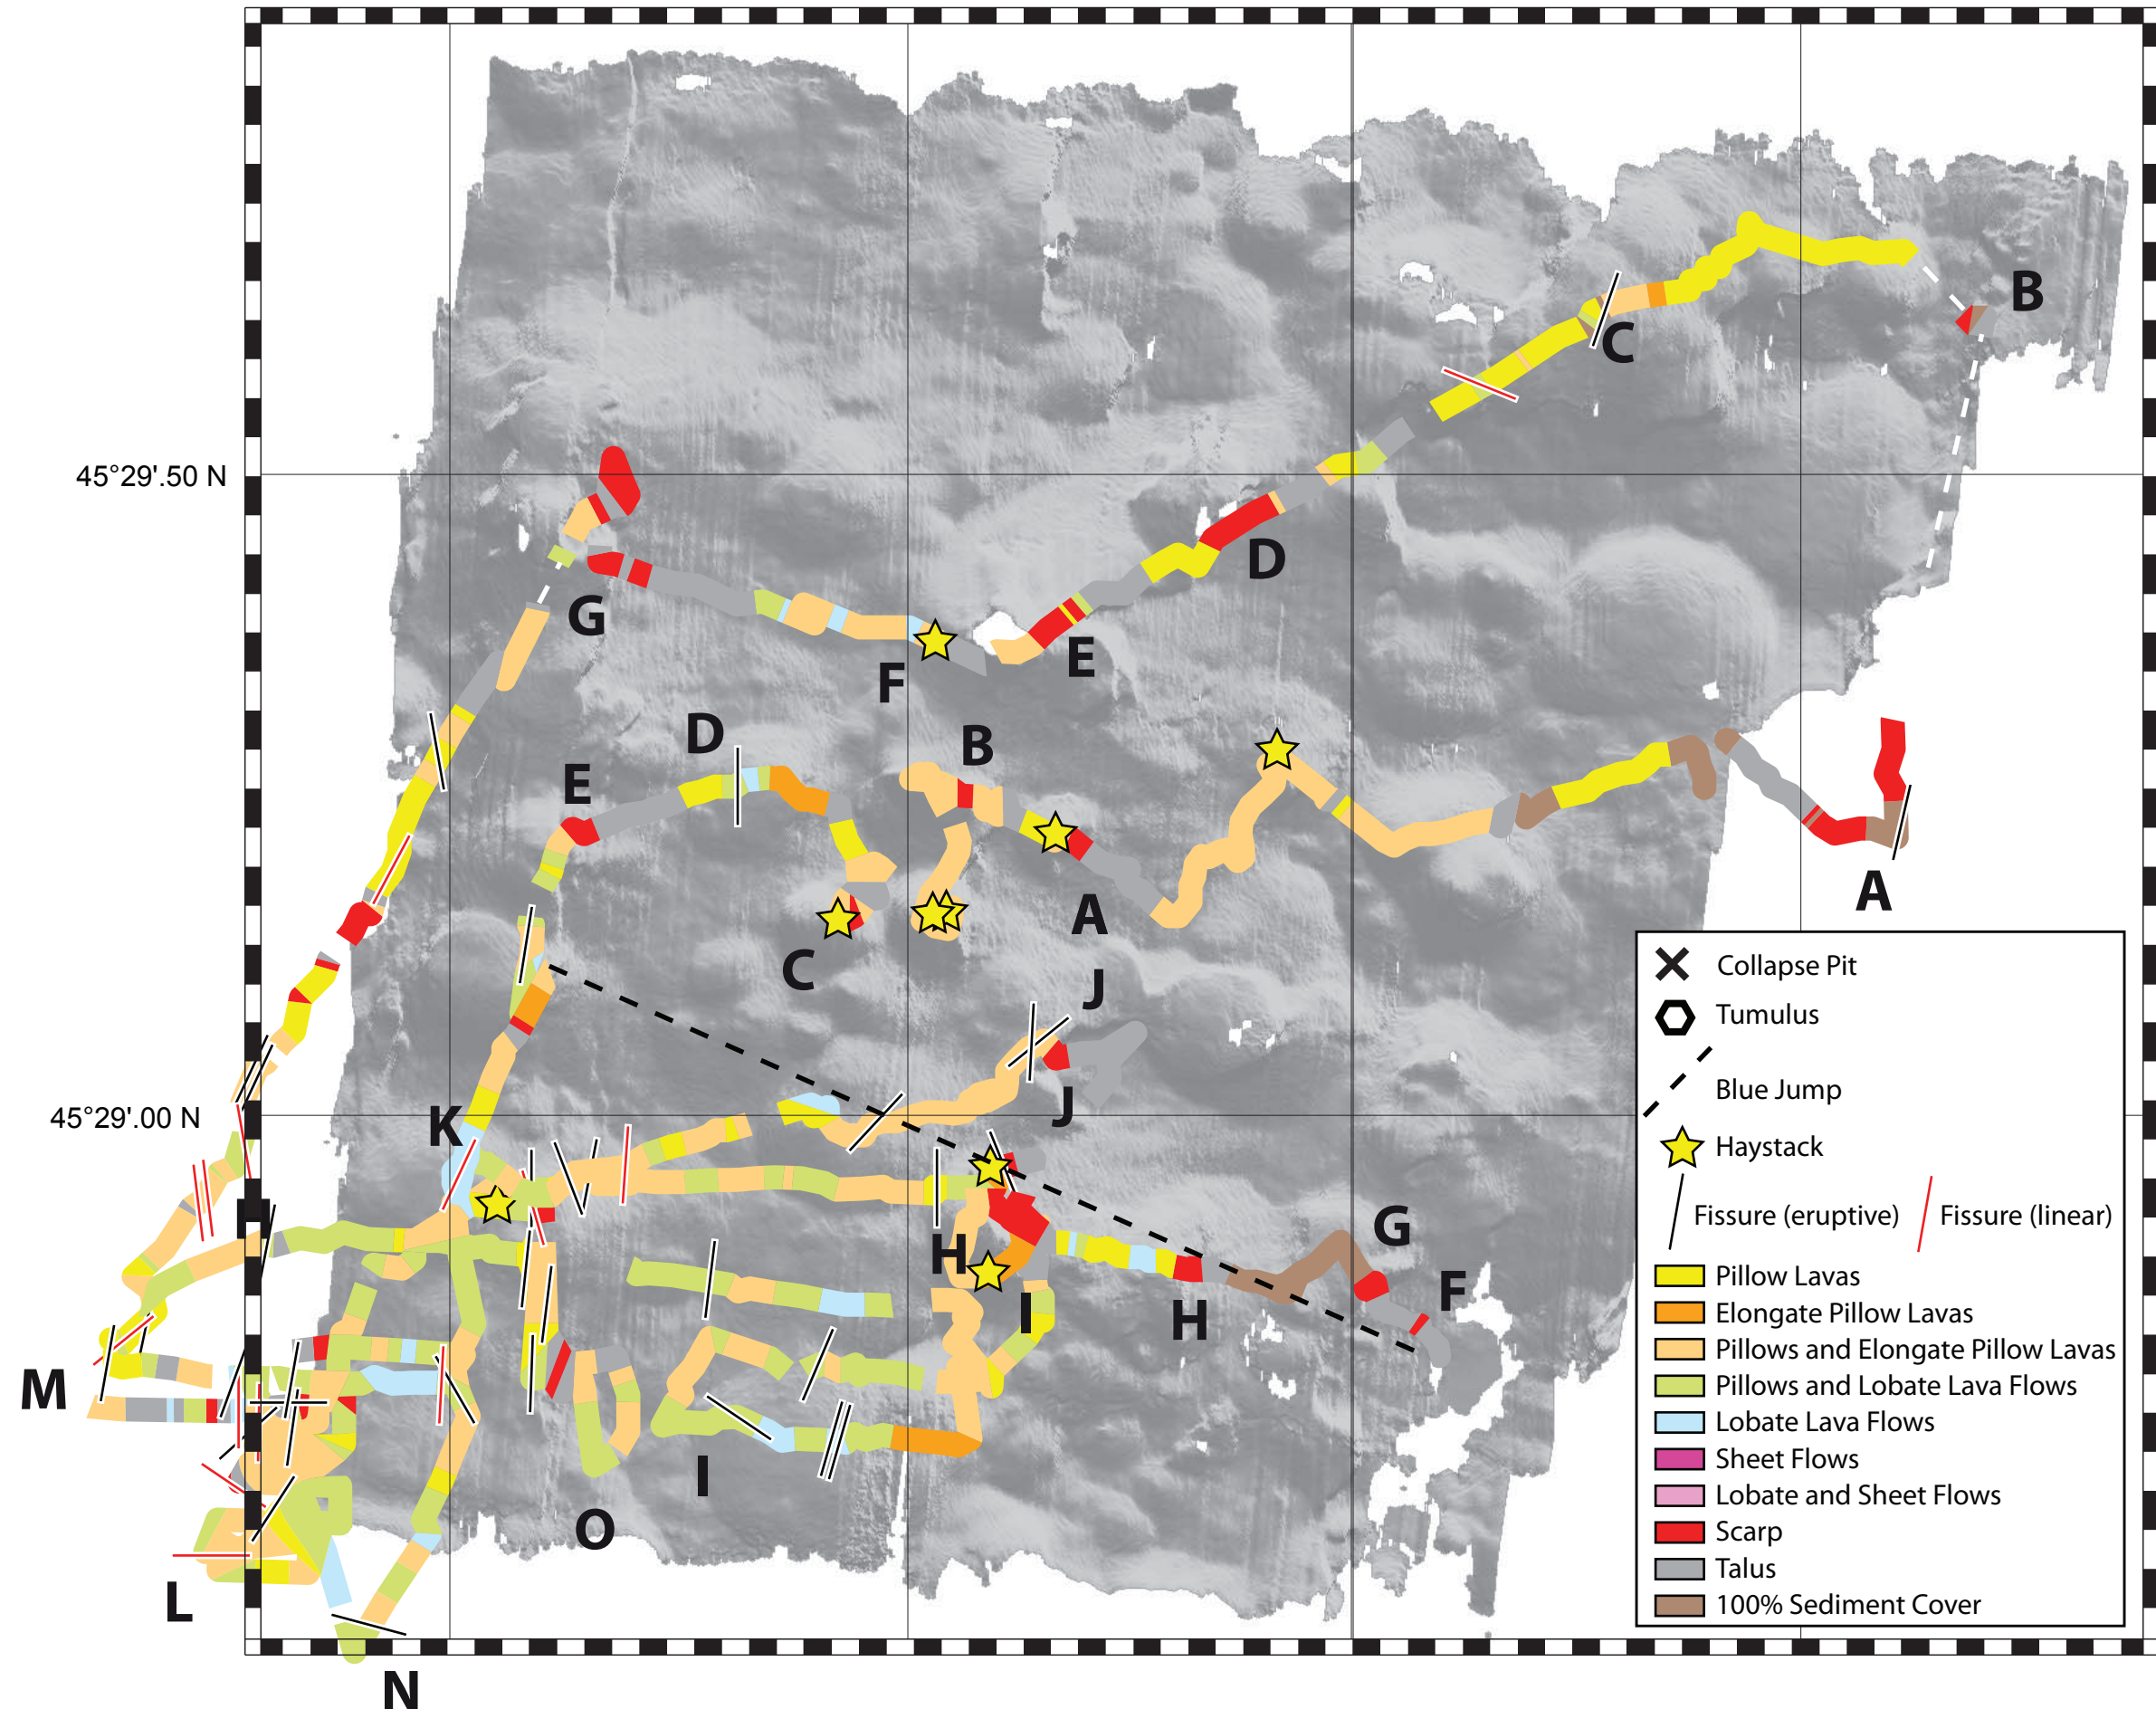 B
C
45°29'.50 N
D
G
E
F
D
B
E
A
A
C
J
J
45°29'.00 N
K
H
G
H
F
I
H
M
I
O
L
N
Collapse Pit
Tumulus
Blue Jump
Haystack
Fissure (eruptive)
Fissure (linear)
Pillow Lavas
Elongate Pillow Lavas
Pillows and Elongate Pillow Lavas
Pillows and Lobate Lava Flows
Lobate Lava Flows
Sheet Flows
Lobate and Sheet Flows
Scarp
Talus
100% Sediment Cover